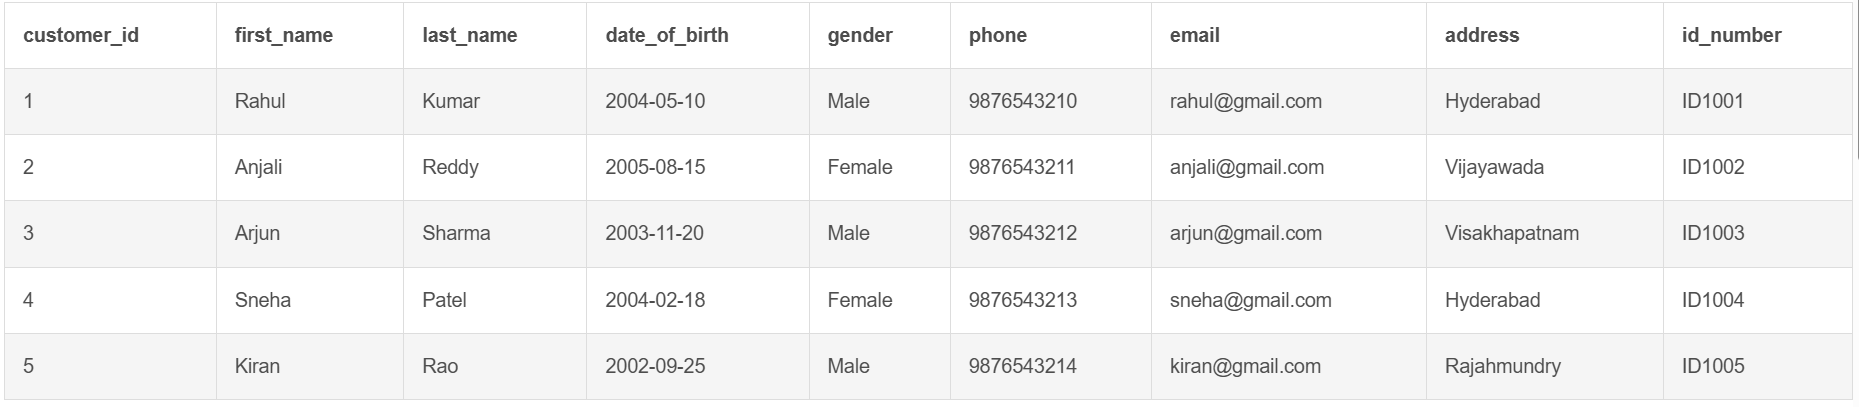 customer_id first_name last_name date_of_birth gender phone email address id_number
1 Rahul Kumar 2004-05-10 Male 9876543210 rahul@gmail.com Hyderabad ID1001
2 Anjali Reddy 2005-08-15 Female 9876543211 anjali@gmail.com Vijayawada ID1002
3 Arjun Sharma 2003-11-20 Male 9876543212 arjun@gmail.com Visakhapatnam ID1003
4 Sneha Patel 2004-02-18 Female 9876543213 sneha@gmail.com Hyderabad ID1004
5 Kiran Rao 2002-09-25 Male 9876543214 kiran@gmail.com Rajahmundry ID1005